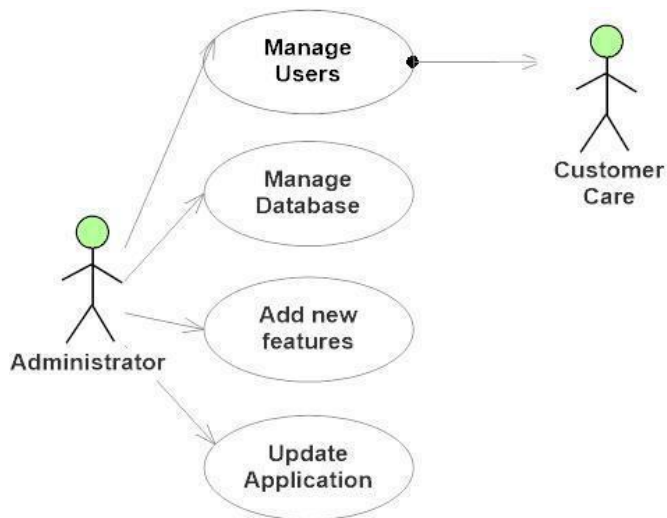 Manage
Users
Customer
Care
Manage
Database
Administrator
Add new
features
Update
Application